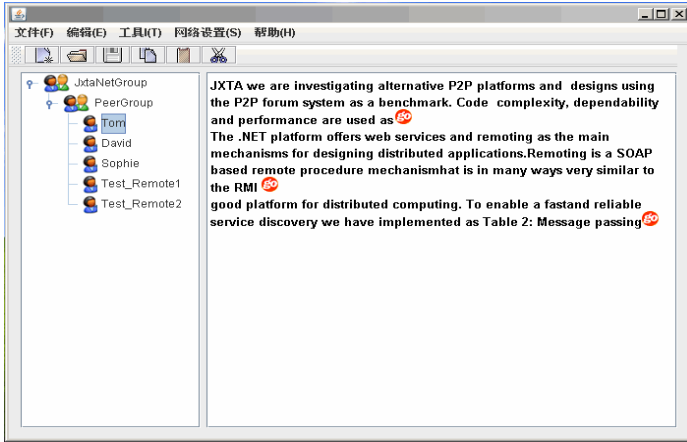 文件(F) 编辑(E) 工具I(T) 网络设置(S) 帮助(H)
JxtaNetGroup
PeerGroup
Tom
David
Sophie
Test_Remote1
Test_Remote2
JXTA we are investigating alternative P2P platforms and designs using
the P2P forum system as a benchmark. Code complexity, dependability
and performance are used as go
The .NET platform offers web services and remoting as the main
mechanisms for designing distributed applications.Remoting is a SOAP
based remote procedure mechanismhat is in many ways very similar to
the RMI go
good platform for distributed computing. To enable a fastand reliable
service discovery we have implemented as Table 2: Message passing go